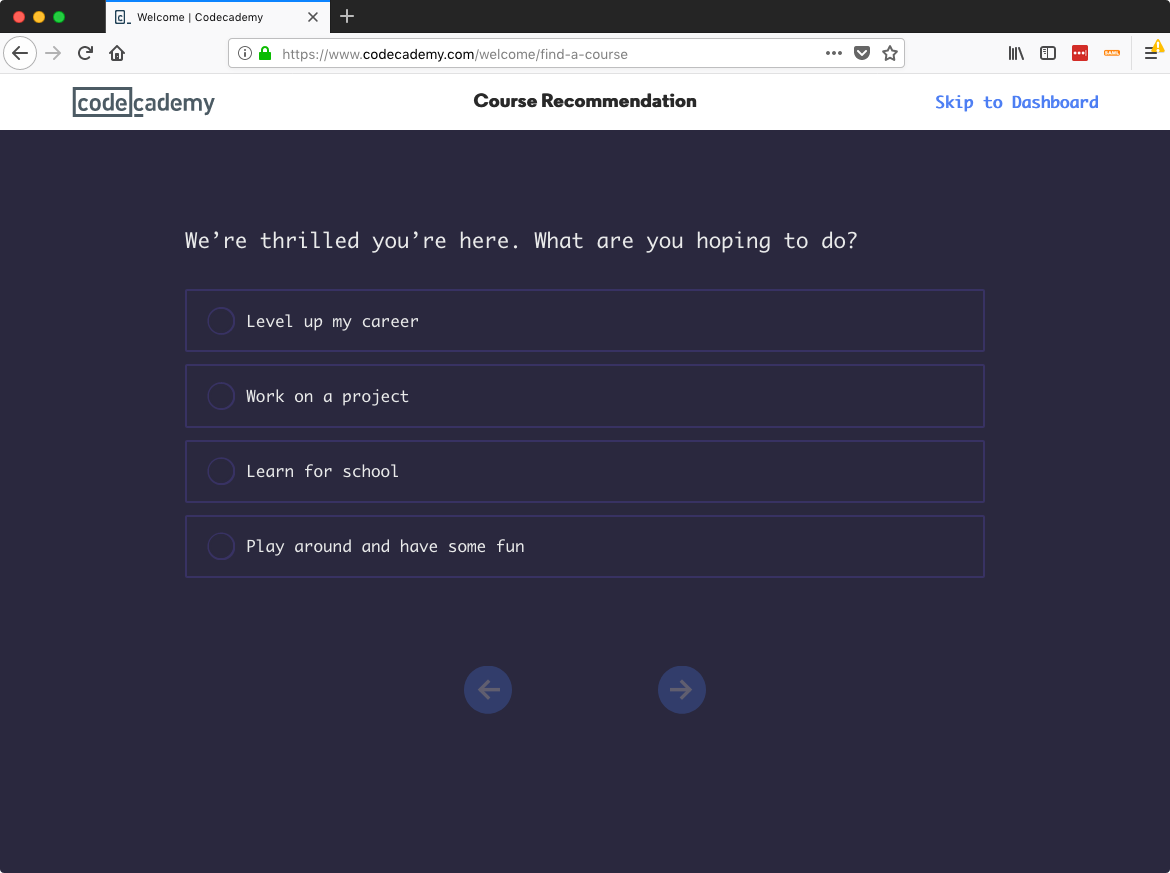 Welcome | Codecademy
https://www.codecademy.com/welcome/find-a-course
codecademy
Course Recommendation
Skip to Dashboard
We’re thrilled you’re here. What are you hoping to do?
Level up my career
Work on a project
Learn for school
Play around and have some fun